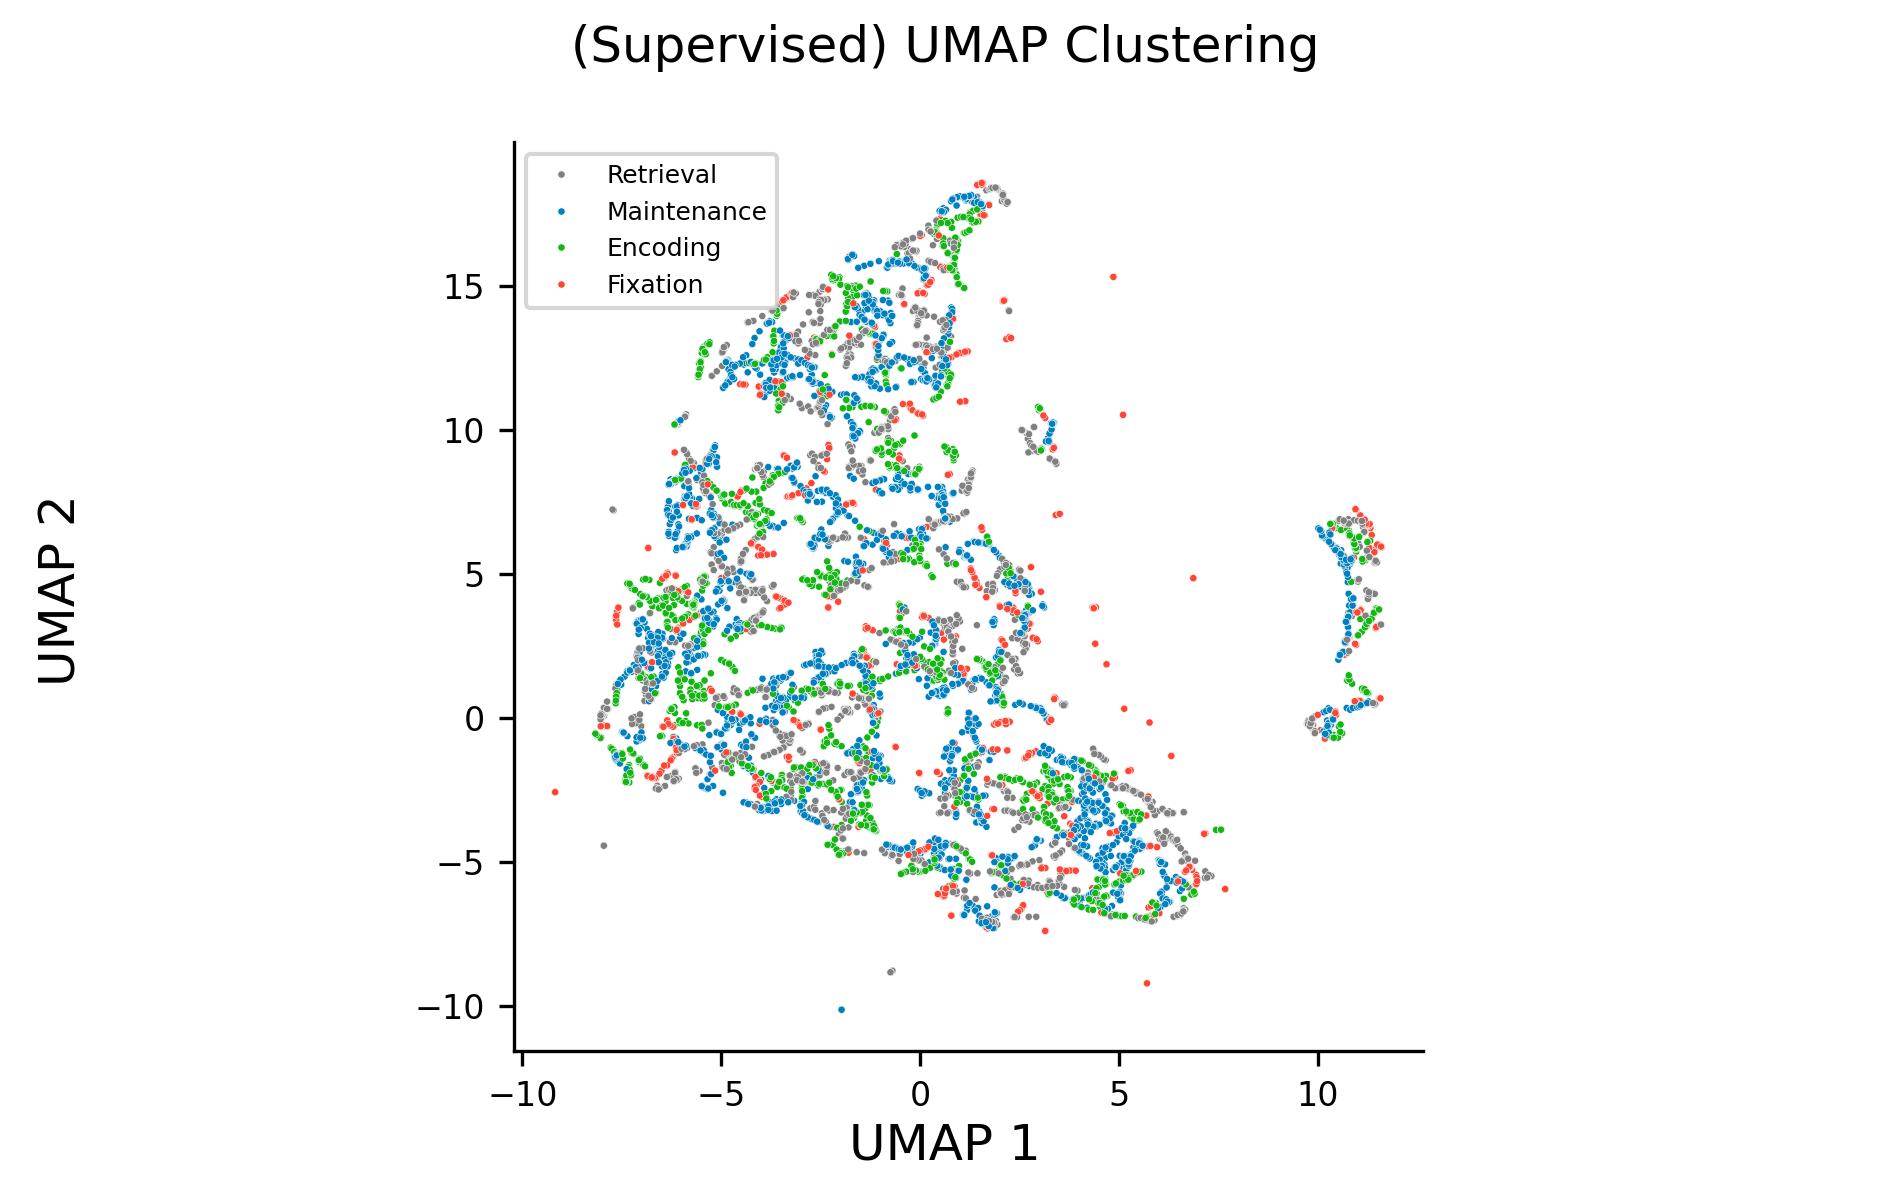 (Supervised) UMAP Clustering
Retrieval
Maintenance
Encoding
Fixation
UMAP 2
15
10
5
0
−5
−10
−10
−5
0
5
10
UMAP 1